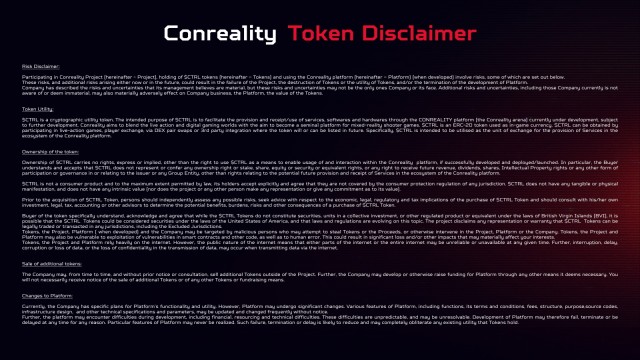 Conreality Token Disclaimer
Risk Disclaimer:
Participating in Conreality Project (hereinafter - Project), holding of $CTRL tokens (hereinafter - Tokens) and using the Conreality platform (hereinafter - Platform) (when developed) involve risks, some of which are set out below.
These risks, and additional risks arising either now or in the future, could result in the failure of the Project, the destruction of Tokens or the utility of Tokens, and/or the termination of the development of Platform.
Company has described the risks and uncertainties that its management believes are material, but these risks and uncertainties may not be the only ones Company or its face. Additional risks and uncertainties, including those Company currently is not
aware of or deem immaterial, may also materially adversely affect on Company business, the Platform, the value of the Tokens.
Token Utility:
$CTRL is a cryptographic utility token. The intended purpose of $CTRL is to facilitate the provision and receipt/use of services, softwares and hardwares through the CONREALITY platform (the Conreality arena) currently under development, subject
to further development. Conreality aims to blend the live action and digital gaming worlds with the aim to become a seminal platform for mixed-reality shooter games. $CTRL is an ERC-20 token used as in-game currency. $CTRL can be obtained by
participating in live-action games, player exchange, via DEX pair swaps or 3rd party integration where the token will or can be listed in future. Specifically, $CTRL is intended to be utilised as the unit of exchange for the provision of Services in the
ecosystem of the Conreality platform.
Ownership of the token:
Ownership of $CTRL carries no rights, express or implied, other than the right to use $CTRL as a means to enable usage of and interaction within the Conreality platform, if successfully developed and deployed/launched. In particular, the Buyer
understands and accepts that $CTRL does not represent or confer any ownership right or stake, share, equity or security or equivalent rights, or any right to receive future revenue, dividends, shares, Intellectual Property rights or any other form of
participation or governance in or relating to the issuer or any Group Entity, other than rights relating to the potential future provision and receipt of Services in the ecosystem of the Conreality platform.
$CTRL is not a consumer product and to the maximum extent permitted by law, its holders accept explicitly and agree that they are not covered by the consumer protection regulation of any jurisdiction. $CTRL does not have any tangible or physical
manifestation, and does not have any intrinsic value (nor does the project or any other person make any representation or give any commitment as to its value).
Prior to the acquisition of $CTRL Token, persons should independently assess any possible risks, seek advice with respect to the economic, legal, regulatory and tax implications of the purchase of $CTRL Token and should consult with his/her own
investment, legal, tax, accounting or other advisors to determine the potential benefits, burdens, risks and other consequences of a purchase of $CTRL Token.
Buyer of the token specifically understand, acknowledge and agree that while the $CTRL Tokens do not constitute securities, units in a collective investment, or other regulated product or equivalent under the laws of British Virgin Islands (BVI), it is
possible that the $CTRL Tokens could be considered securities under the laws of the United States of America, and that laws and regulations are evolving on this topic. The project disclaims any representation or warranty that $CTRL Tokens can be
legally traded or transacted in any jurisdictions, including the Excluded Jurisdictions.
Tokens, the Project, Platform ( when developed) and the Company may be targeted by malicious persons who may attempt to steal Tokens or the Proceeds, or otherwise intervene in the Project, Platform or the Company. Tokens, the Project and
Platform may also be vulnerable to exploitation of vulnerabilities in smart contracts and other code, as well as to human error. This could result in significant loss and/or other impacts that may materially affect your interests.
Tokens, the Project and Platform rely heavily on the internet. However, the public nature of the internet means that either parts of the internet or the entire internet may be unreliable or unavailable at any given time. Further, interruption, delay,
corruption or loss of data, or the loss of confidentiality in the transmission of data, may occur when transmitting data via the internet.
Sale of additional tokens:
The Company may, from time to time, and without prior notice or consultation, sell additional Tokens outside of the Project. Further, the Company may develop or otherwise raise funding for Platform through any other means it deems necessary. You
will not necessarily receive notice of the sale of additional Tokens or of any other Tokens or fundraising means.
Changes to Platform:
Currently, the Company has specific plans for Platform's functionality and utility. However, Platform may undergo significant changes. Various features of Platform, including functions, its terms and conditions, fees, structure, purpose,source codes,
infrastructure design, and other technical specifications and parameters, may be updated and changed frequently without notice.
Further, the platform may encounter difficulties during development, including financial, resourcing and technical difficulties. These difficulties are unpredictable, and may be unresolvable. Development of Platform may therefore fail, terminate or be
delayed at any time for any reason. Particular features of Platform may never be realized. Such failure, termination or delay is likely to reduce and may completely obliterate any existing utility that Tokens hold.